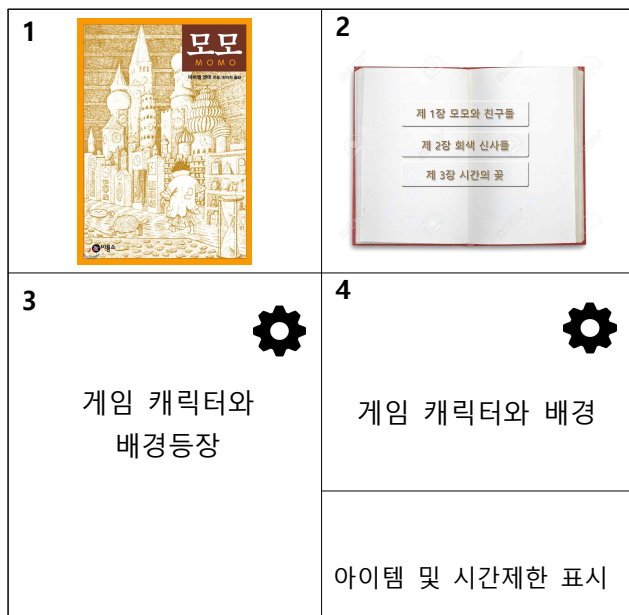 1
모모
MOMO
비룡소
2
제 1장 모모와 친구들
제 2장 회색 신사들
제 3장 시간의 꽃
3
게임 캐릭터와
배경등장
4
게임 캐릭터와 배경
아이템 및 시간제한 표시